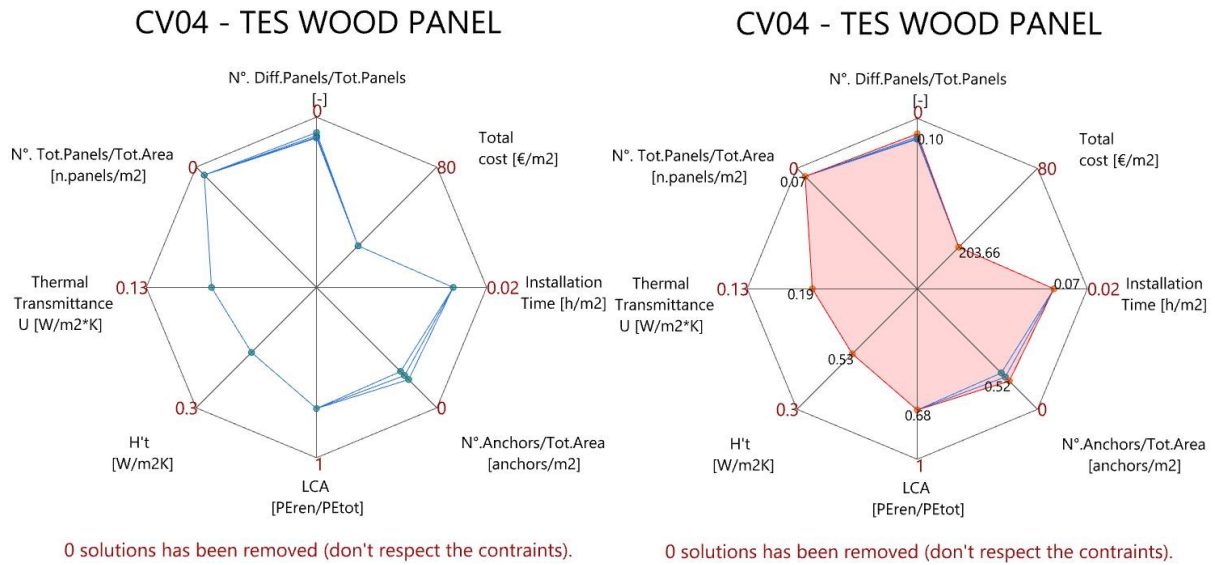 CV04 - TES WOOD PANEL
N°. Diff.Panels/Tot.Panels
[-]
0
Total
cost [€/m2]
80
N°. Tot.Panels/Tot.Area
[n.panels/m2]
0
Thermal
Transmittance
U [W/m2*K]
0.13
0.02
Installation
Time [h/m2]
0.3
0
H't
[W/m2K]
N°.Anchors/Tot.Area
[anchors/m2]
1
LCA
[PEren/PEtot]
0 solutions has been removed (don't respect the contraints).
CV04 - TES WOOD PANEL
N°. Diff.Panels/Tot.Panels
[-]
0
0.10
Total
cost [€/m2]
80
N°. Tot.Panels/Tot.Area
[n.panels/m2]
0
0.07
203.66
Thermal
Transmittance
U [W/m2*K]
0.13
0.19
0.07
0.02
Installation
Time [h/m2]
0.53
0.52
0.3
0.68
0
H't
[W/m2K]
N°.Anchors/Tot.Area
[anchors/m2]
1
LCA
[PEren/PEtot]
0 solutions has been removed (don't respect the contraints).